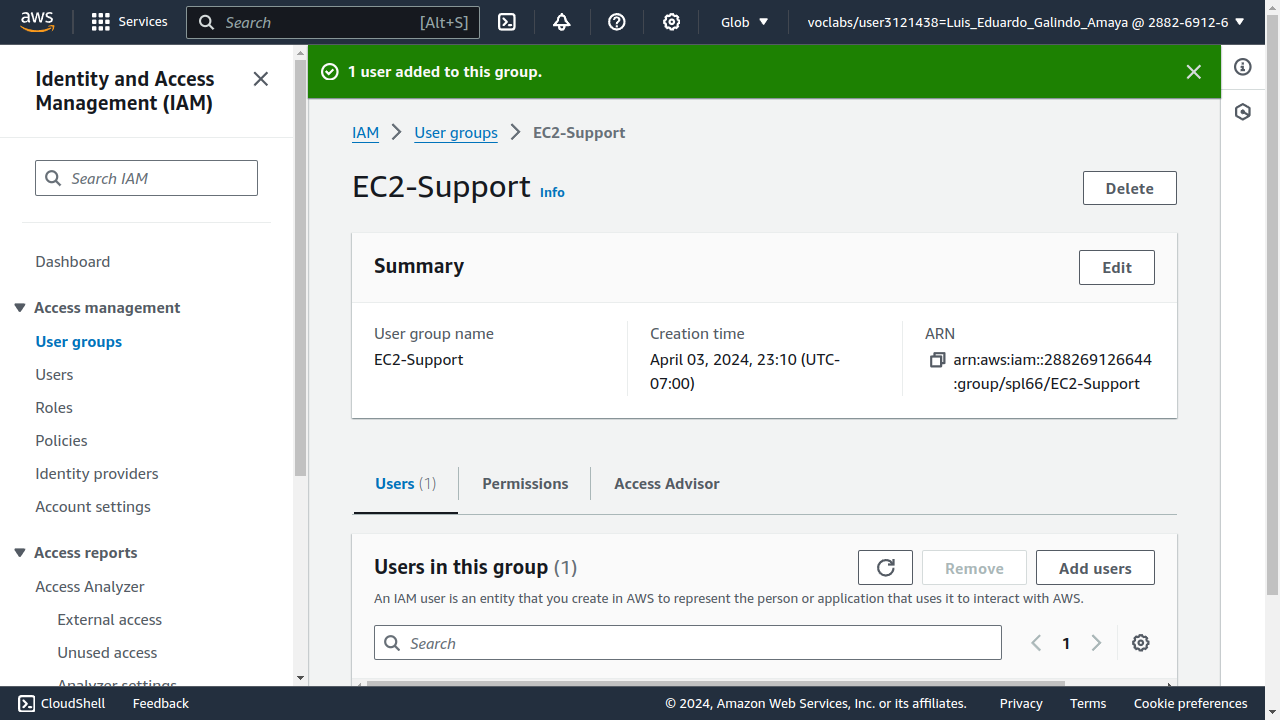 aws
Services
Search
[Alt+S]
Glob
voclabs/user3121438=Luis_Eduardo_Galindo_Amaya @ 2882-6912-6
Identity and Access
Management (IAM)
Search IAM
Dashboard
Access management
User groups
Users
Roles
Policies
Identity providers
Account settings
Access reports
Access Analyzer
External access
Unused access
Analyzer settings
1 user added to this group.
IAM
User groups
EC2-Support
EC2-Support Info
Delete
Summary
Edit
User group name
EC2-Support
Creation time
April 03, 2024, 23:10 (UTC-
07:00)
ARN
arn:aws:iam::288269126644
:group/spl66/EC2-Support
Users (1)
Permissions
Access Advisor
Users in this group (1)
Remove
Add users
An IAM user is an entity that you create in AWS to represent the person or application that uses it to interact with AWS.
Search
1
CloudShell
Feedback
© 2024, Amazon Web Services, Inc. or its affiliates.
Privacy
Terms
Cookie preferences